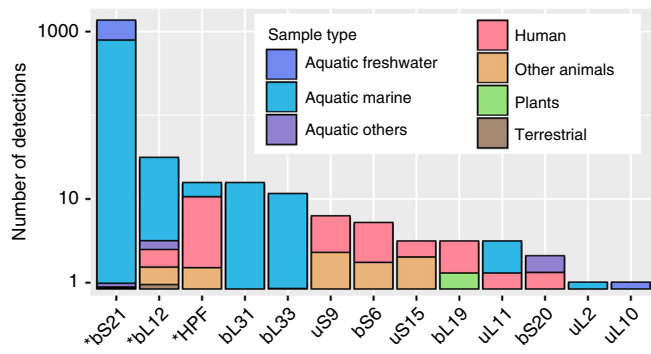 Number of detections
1000
10
1
Sample type
Aquatic freshwater
Aquatic marine
Aquatic others
Human
Other animals
Plants
Terrestrial
*bS21
*bL12
*HPF
bL31
bL33
uS9
bS6
uS15
bL19
uL11
bS20
uL2
uL10